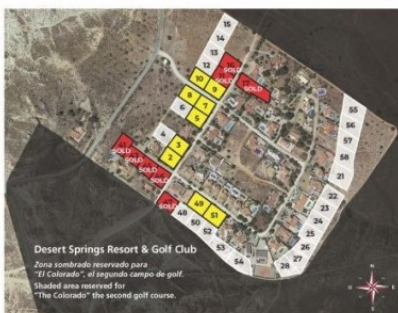 15
14
13
12
SOLD
SOLD
SOLD
10
9
8
7
6
5
4
3
2
SOLD
SOLD
SOLD
SOLD
SOLD
55
56
57
58
21
22
23
24
25
26
27
28
49
51
48
50
52
53
54
Desert Springs Resort & Golf Club
Zona sombrado reservado para
"El Colorado", el segundo campo de golf.
Shaded area reserved for
"The Colorado" the second golf course.
N
E
S
O